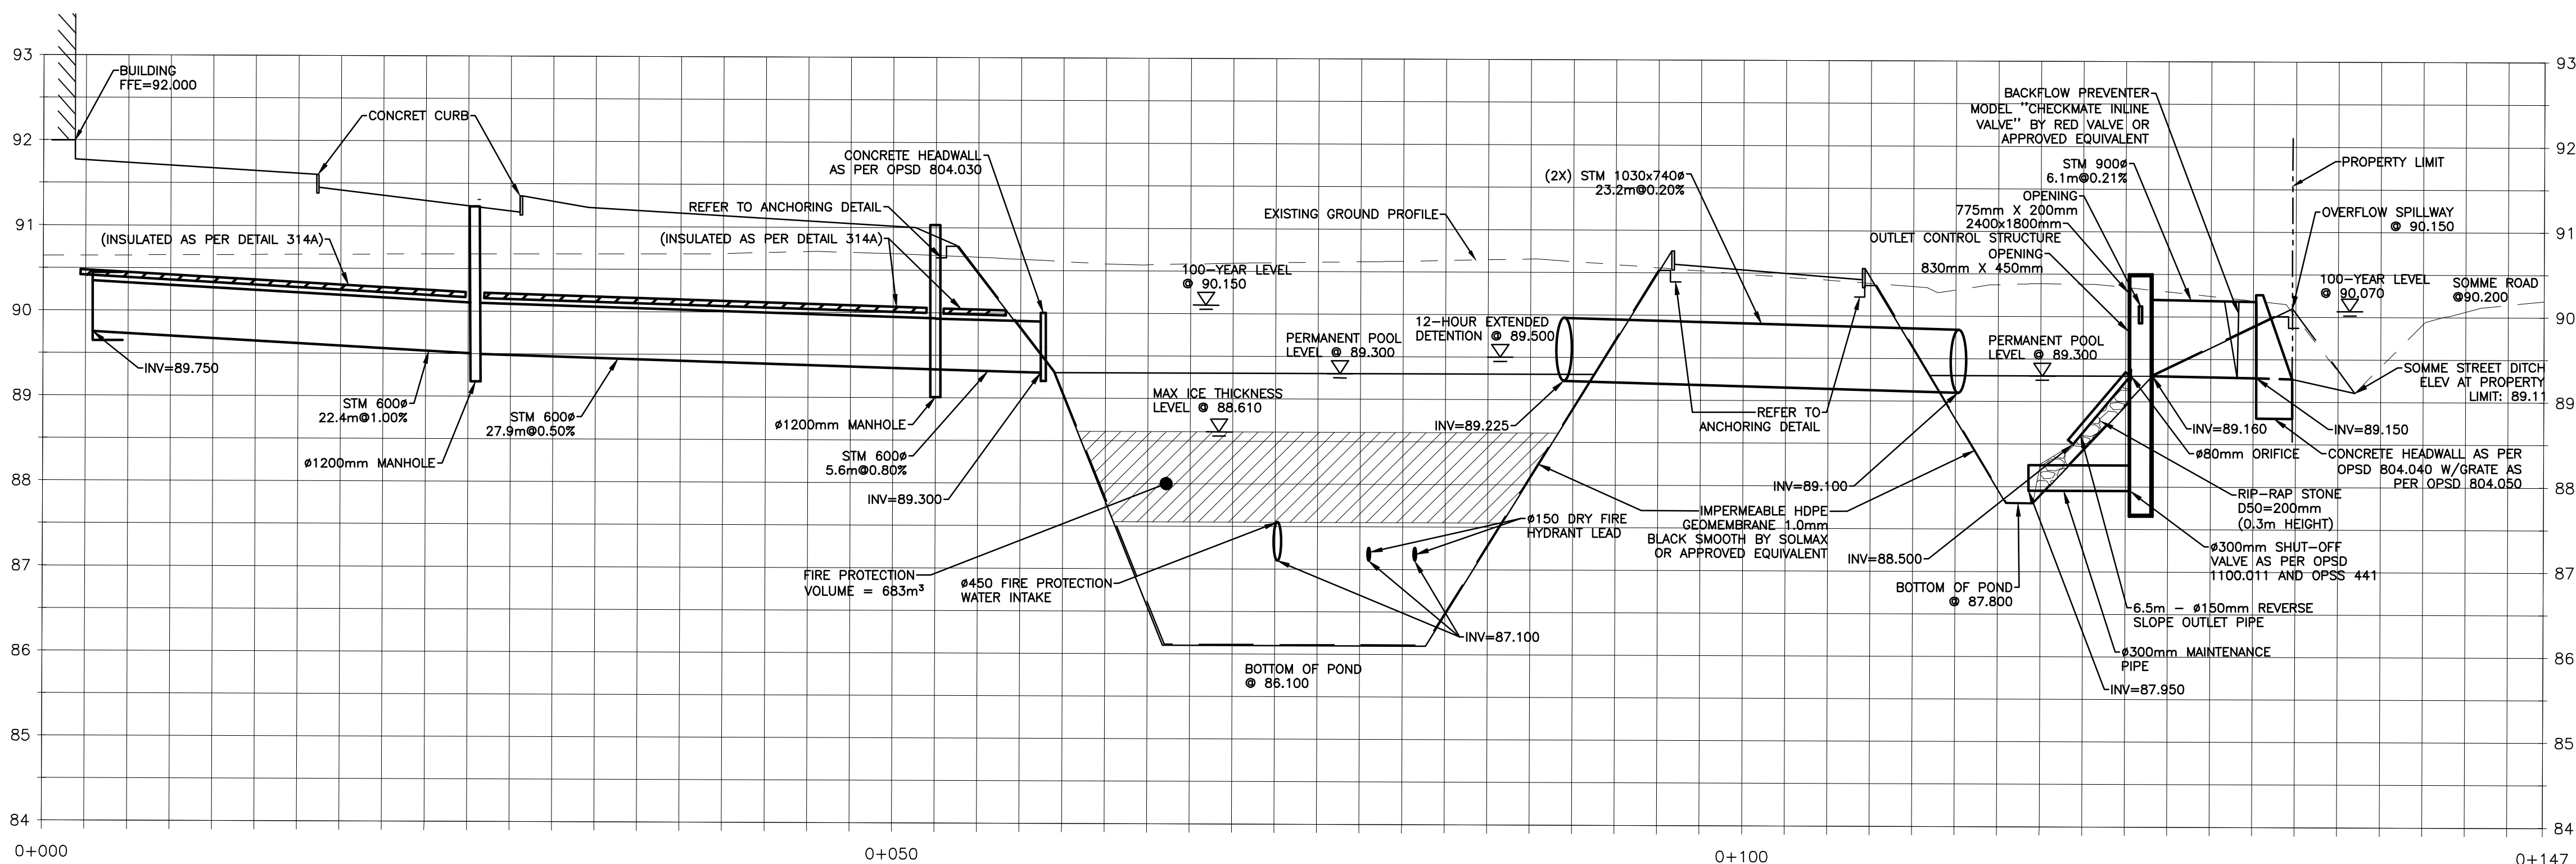 93
92
91
90
89
88
87
86
85
84
BUILDING
FFE=92.000
CONCRET CURB
(INSULATED AS PER DETAIL 314A)
INV=89.750
STM 600ø
22.4m@1.00%
ø1200mm MANHOLE
STM 600ø
27.9m@0.50%
CONCRETE HEADWALL
AS PER OPSD 804.030
REFER TO ANCHORING DETAIL
(INSULATED AS PER DETAIL 314A)
ø1200mm MANHOLE
STM 600ø
5.6m@0.80%
INV=89.300
FIRE PROTECTION
VOLUME = 683m³
ø450 FIRE PROTECTION
WATER INTAKE
100-YEAR LEVEL
@ 90.150
EXISTING GROUND PROFILE
PERMANENT POOL
LEVEL @ 89.300
12-HOUR EXTENDED
DETENTION @ 89.500
MAX ICE THICKNESS
LEVEL @ 88.610
ø150 DRY FIRE
HYDRANT LEAD
INV=87.100
BOTTOM OF POND
@ 86.100
(2X) STM 1030x740ø
23.2m@0.20%
INV=89.225
REFER TO
ANCHORING DETAIL
INV=89.100
IMPERMEABLE HDPE
GEOMEMBRANE 1.0mm
BLACK SMOOTH BY SOLMAX
OR APPROVED EQUIVALENT
BACKFLOW PREVENTER
MODEL "CHECKMATE INLINE
VALVE" BY RED VALVE OR
APPROVED EQUIVALENT
STM 900ø
6.1m@0.21%
OPENING
775mm X 200mm
2400x1800mm
OUTLET CONTROL STRUCTURE
OPENING
830mm X 450mm
PERMANENT POOL
LEVEL @ 89.300
INV=88.500
BOTTOM OF POND
@ 87.800
PROPERTY LIMIT
OVERFLOW SPILLWAY
@ 90.150
100-YEAR LEVEL
@ 90.070
SOMME ROAD
@90.200
SOMME STREET DITCH
ELEV AT PROPERTY
LIMIT: 89.11
INV=89.160
INV=89.150
ø80mm ORIFICE
CONCRETE HEADWALL AS PER
OPSD 804.040 W/GRATE AS
PER OPSD 804.050
RIP-RAP STONE
D50=200mm
(0.3m HEIGHT)
ø300mm SHUT-OFF
VALVE AS PER OPSD
1100.011 AND OPSS 441
6.5m - ø150mm REVERSE
SLOPE OUTLET PIPE
ø300mm MAINTENANCE
PIPE
INV=87.950
93
92
91
90
89
88
87
86
85
84
0+000
0+050
0+100
0+147